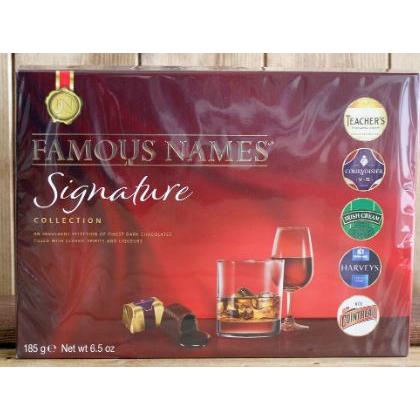 FN
FAMOUS NAMES
Signature
COLLECTION
AN INDULGENT SELECTION OF FINEST DARK CHOCOLATES
FILLED WITH CLASSIC SPIRITS AND LIQUEURS
TEACHER'S
COURVOISIER
IRISH CREAM
HARVEYS
COINTREAU
185 g e Net wt 6.5 oz